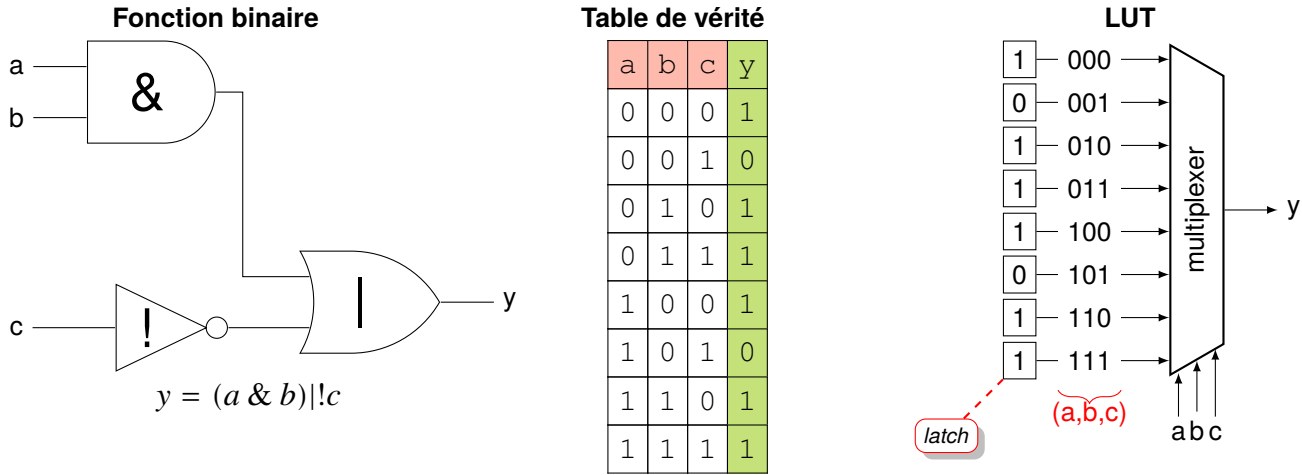 Fonction binaire
a
b
&
c
!
|
y
y = (a & b)|!c
Table de vérité
a b c y
0 0 0 1
0 0 1 0
0 1 0 1
0 1 1 1
1 0 0 1
1 0 1 0
1 1 0 1
1 1 1 1
LUT
1 000
0 001
1 010
1 011
1 100
0 101
1 110
1 111
multiplexer
y
(a,b,c)
a b c
latch